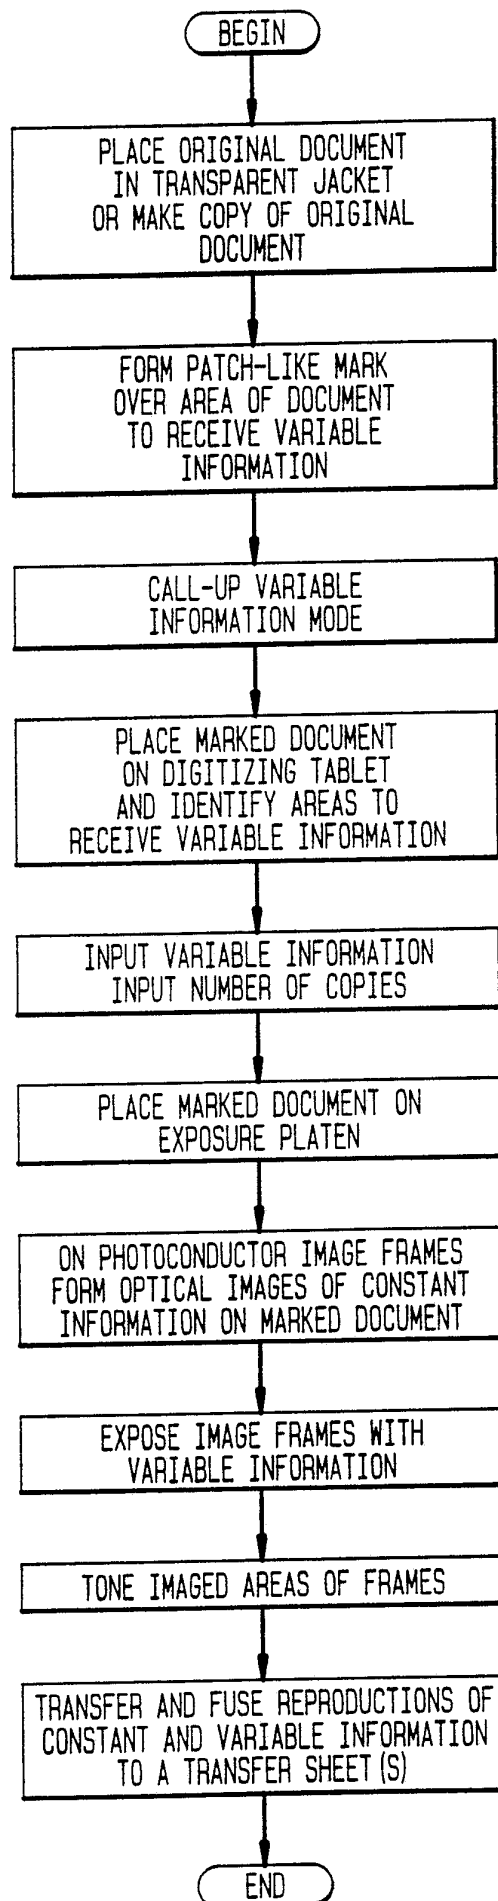 BEGIN
PLACE ORIGINAL DOCUMENT
IN TRANSPARENT JACKET
OR MAKE COPY OF ORIGINAL
DOCUMENT
FORM PATCH-LIKE MARK
OVER AREA OF DOCUMENT
TO RECEIVE VARIABLE
INFORMATION
CALL-UP VARIABLE
INFORMATION MODE
PLACE MARKED DOCUMENT
ON DIGITIZING TABLET
AND IDENTIFY AREAS TO
RECEIVE VARIABLE INFORMATION
INPUT VARIABLE INFORMATION
INPUT NUMBER OF COPIES
PLACE MARKED DOCUMENT ON
EXPOSURE PLATEN
ON PHOTOCONDUCTOR IMAGE FRAMES
FORM OPTICAL IMAGES OF CONSTANT
INFORMATION ON MARKED DOCUMENT
EXPOSE IMAGE FRAMES WITH
VARIABLE INFORMATION
TONE IMAGED AREAS OF FRAMES
TRANSFER AND FUSE REPRODUCTIONS OF
CONSTANT AND VARIABLE INFORMATION
TO A TRANSFER SHEET(S)
END